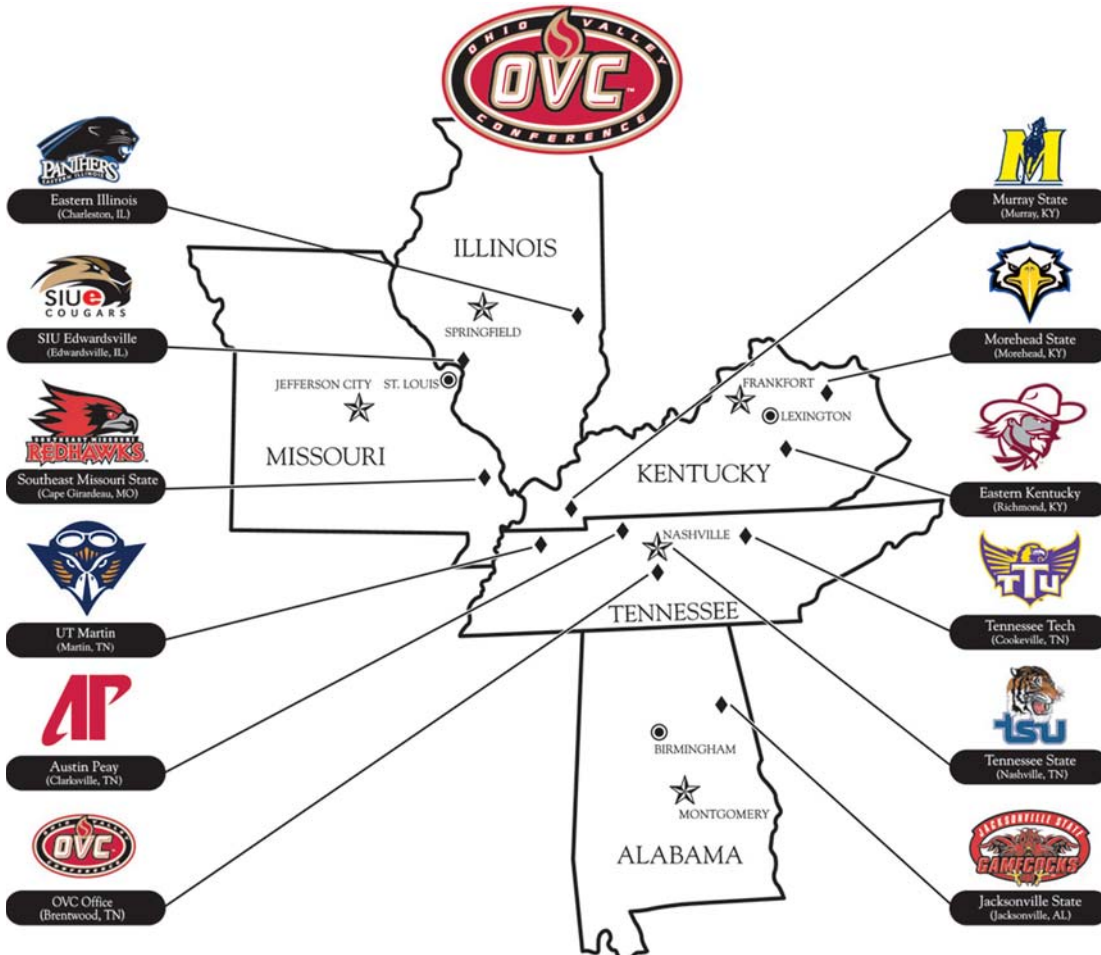 OHIO VALLEY
OVC™
CONFERENCE
PANTHERS
EASTERN ILLINOIS
Eastern Illinois
(Charleston, IL)
SIUe
COUGARS
SIU Edwardsville
(Edwardsville, IL)
SOUTHEAST MISSOURI
REDHAWKS
Southeast Missouri State
(Cape Girardeau, MO)
UT Martin
(Martin, TN)
AP
Austin Peay
(Clarksville, TN)
OHIO VALLEY
OVC
CONFERENCE
OVC Office
(Brentwood, TN)
ILLINOIS
SPRINGFIELD
JEFFERSON CITY
ST. LOUIS
MISSOURI
FRANKFORT
LEXINGTON
KENTUCKY
NASHVILLE
TENNESSEE
BIRMINGHAM
MONTGOMERY
ALABAMA
M
Murray State
(Murray, KY)
Morehead State
(Morehead, KY)
Eastern Kentucky
(Richmond, KY)
TTU
Tennessee Tech
(Cookeville, TN)
tsu
Tennessee State
(Nashville, TN)
JACKSONVILLE STATE
GAMECOCKS
Jacksonville State
(Jacksonville, AL)